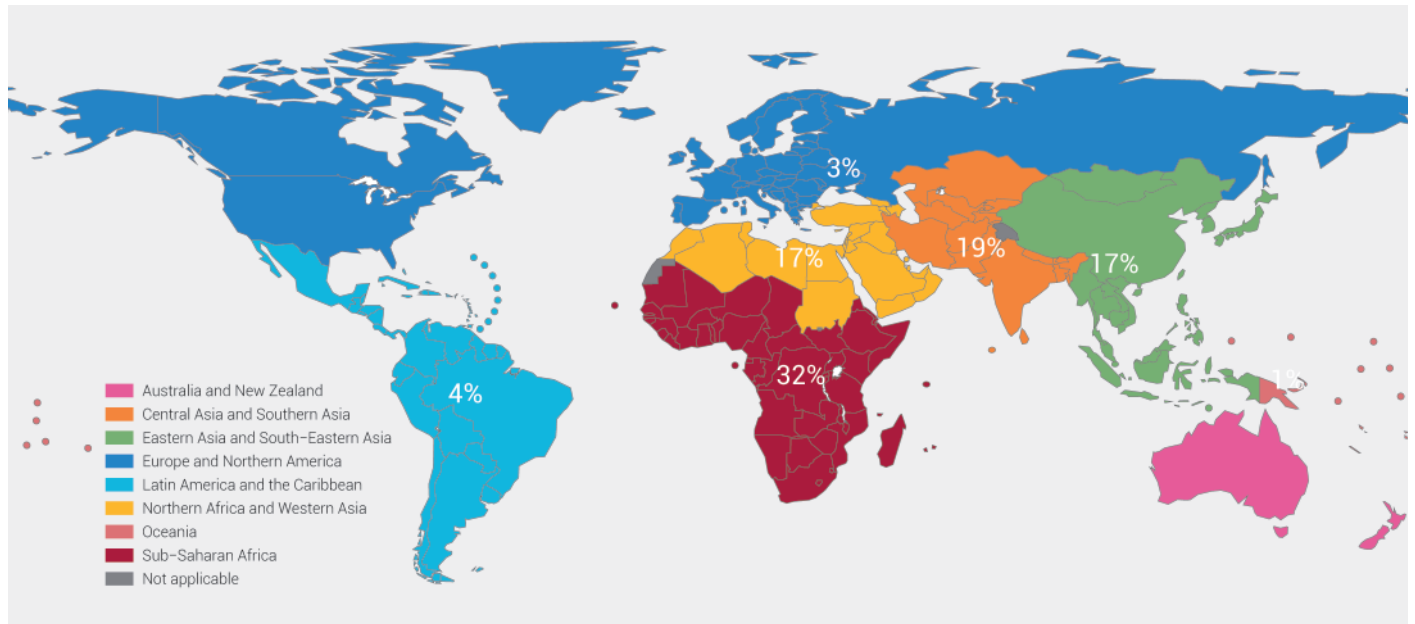 3%
17%
19%
17%
32%
1%
4%
Australia and New Zealand
Central Asia and Southern Asia
Eastern Asia and South-Eastern Asia
Europe and Northern America
Latin America and the Caribbean
Northern Africa and Western Asia
Oceania
Sub-Saharan Africa
Not applicable